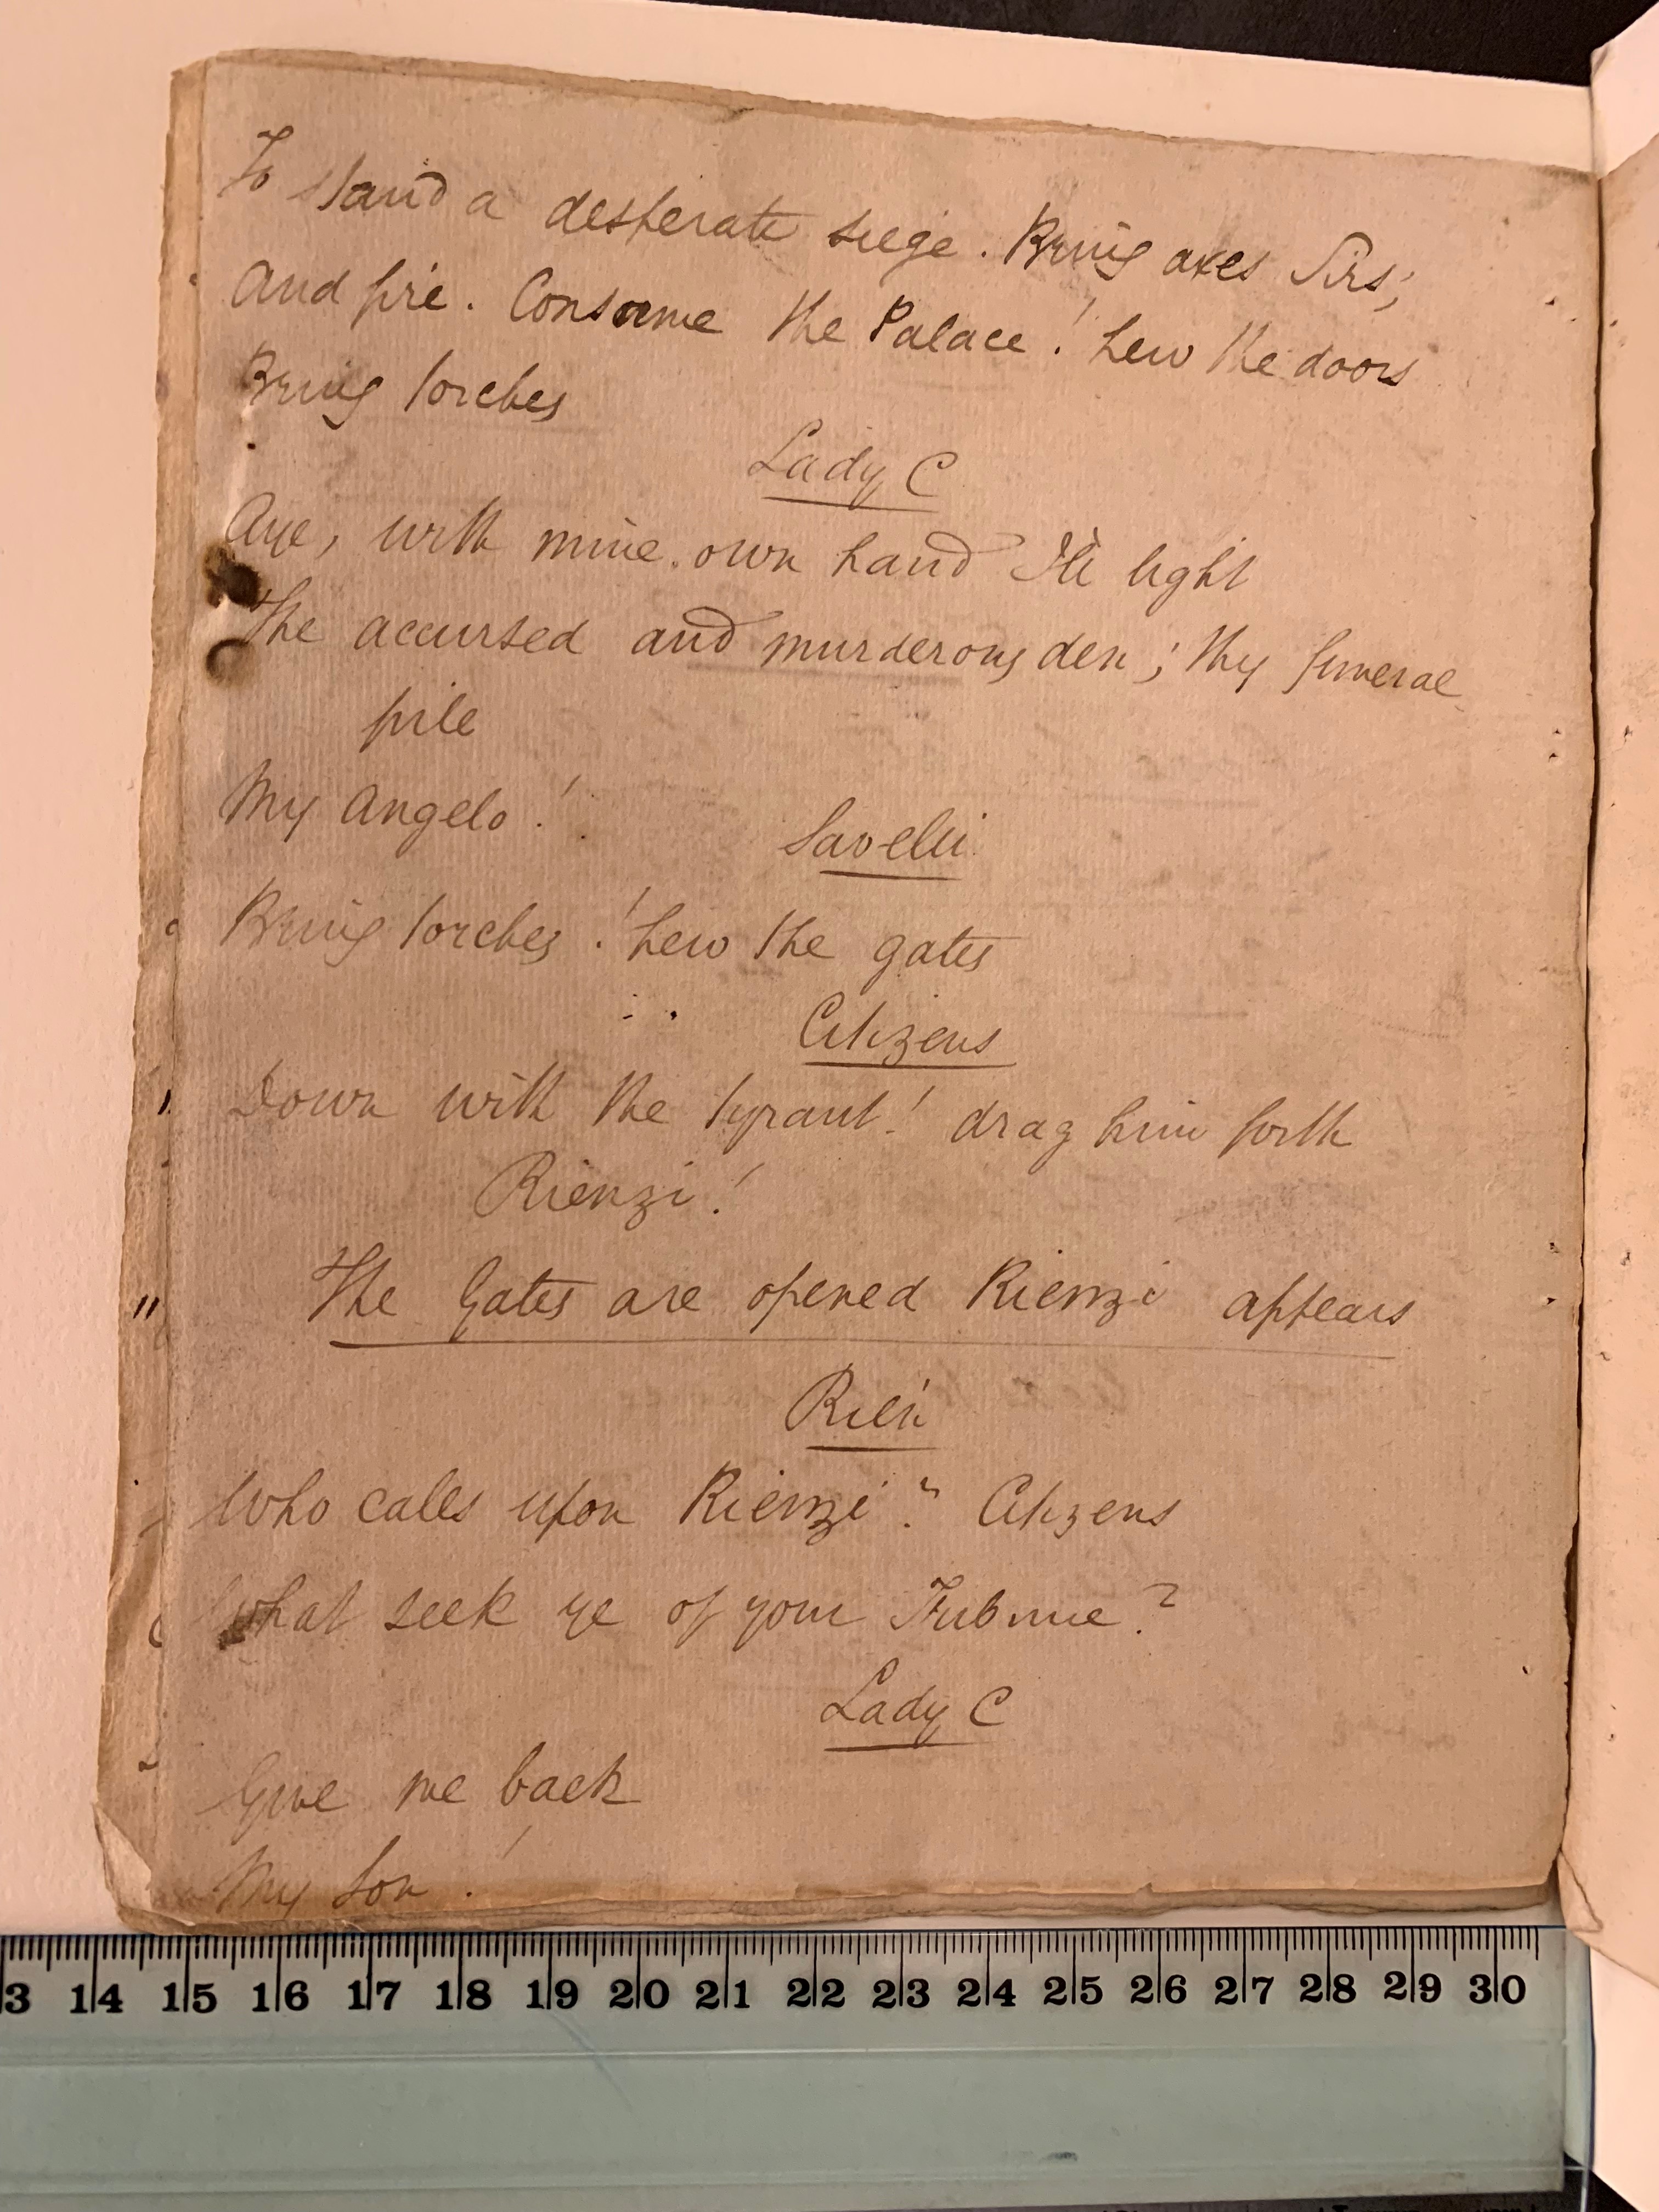 To stand a desperate siege. Bring axes Sirs;
And fire. Consume the Palace! hew the doors
Bring torches
Lady C
Aye, with mine own hand I'll light
The accursed and murderous den; thy funeral
pile
My Angelo!
Savelli
Bring torches! hew the gates
Citizens
Down with the tyrant! drag him forth
Rienzi!
The Gates are opened Rienzi appears
Rien
Who calls upon Rienzi? Citizens
What seek ye of your Tribune?
Lady C
Give me back
My Son!
13 14 15 16 17 18 19 20 21 22 23 24 25 26 27 28 29 30